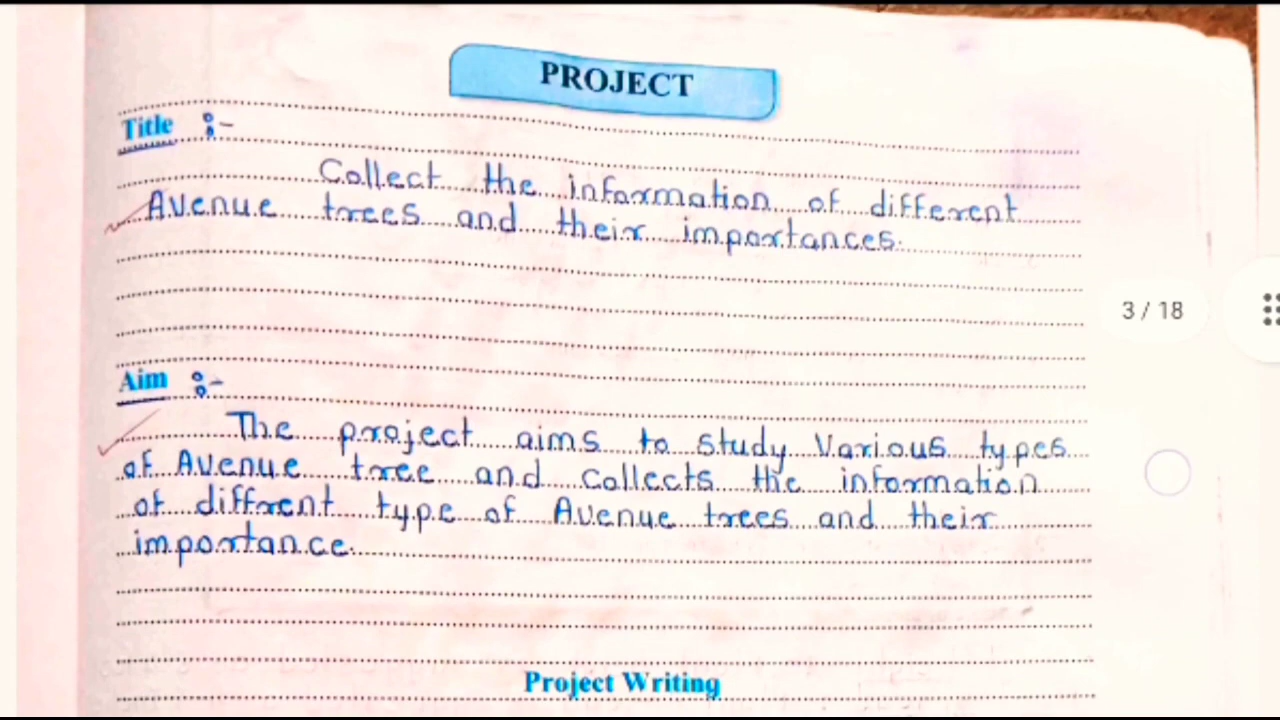 PROJECT
Title :-
Collect the information of different
Avenue trees and their importances.
3 / 18
Aim :-
The project aims to study Various types
of Avenue tree and collects the information
of diffrent type of Avenue trees and their
importance.
Project Writing